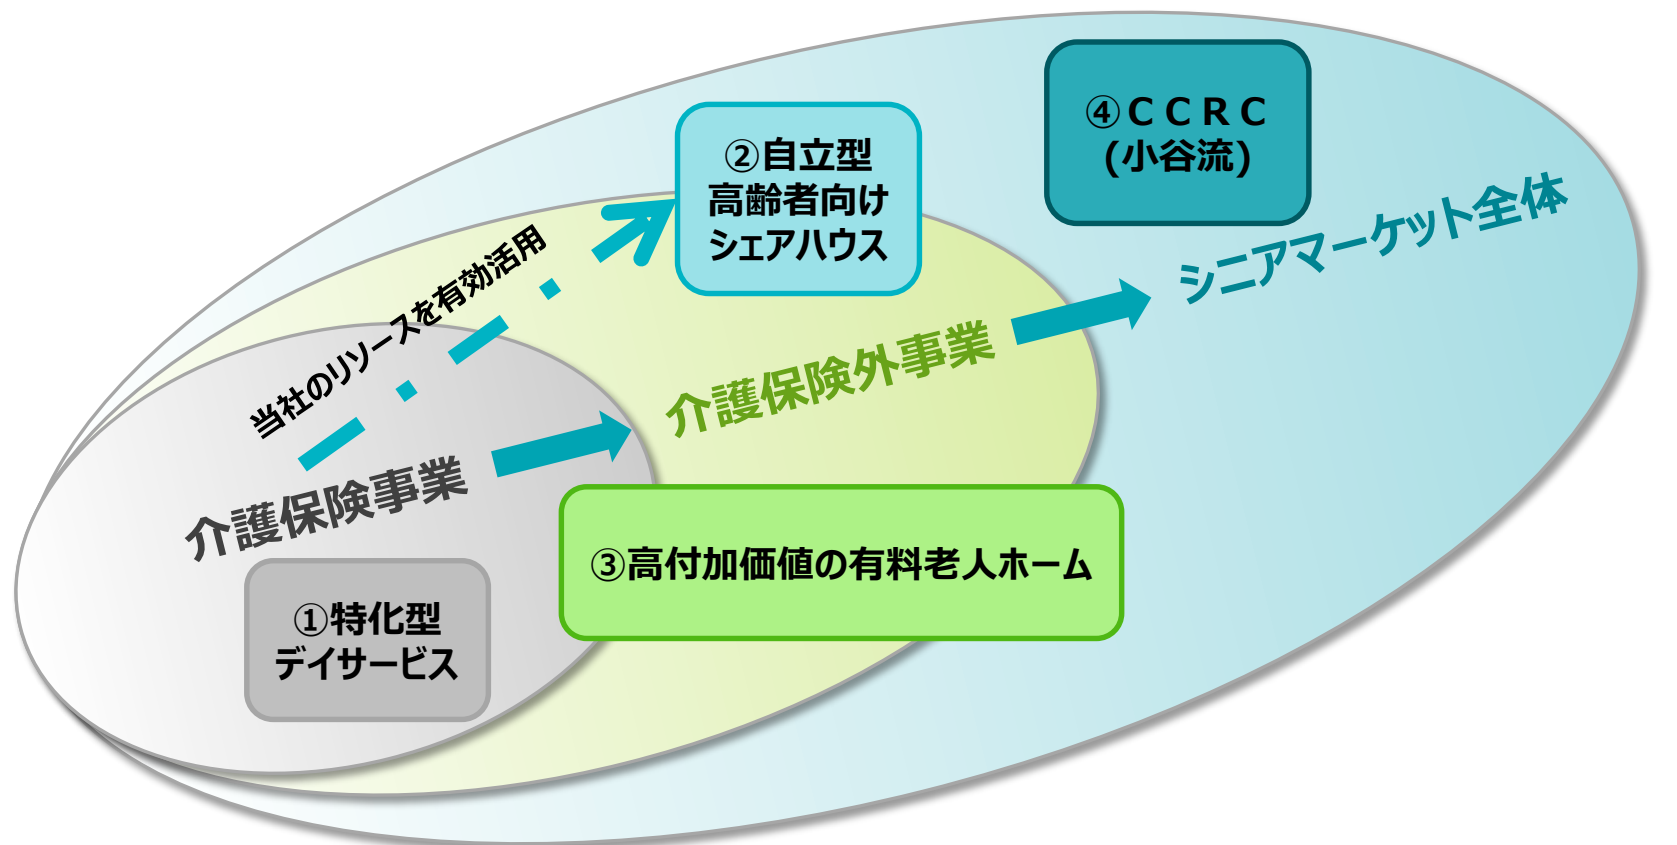 ④ＣＣＲＣ
(小谷流)
②自立型
高齢者向け
シェアハウス
シニアマーケット全体
当社のリソースを有効活用
介護保険外事業
介護保険事業
③高付加価値の有料老人ホーム
①特化型
デイサービス